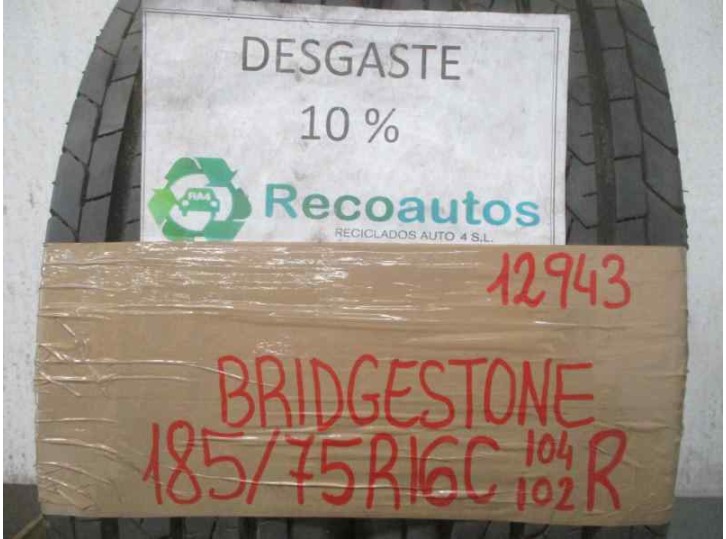 DESGASTE
10 %
RA4
Recoautos
RECICLADOS AUTO 4 S.L.
12943
BRIDGESTONE
185/75R16C 104/102 R